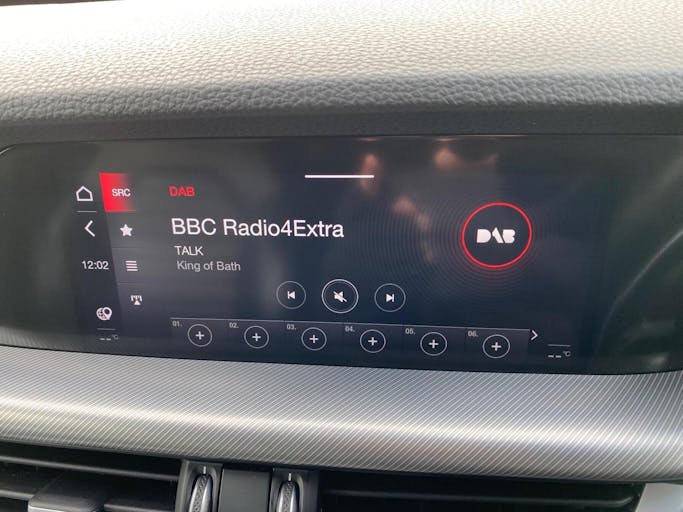 SRC
DAB
BBC Radio4Extra
TALK
King of Bath
12:02
DAB
01.
02.
03.
04.
05.
06.
--°C
--°C